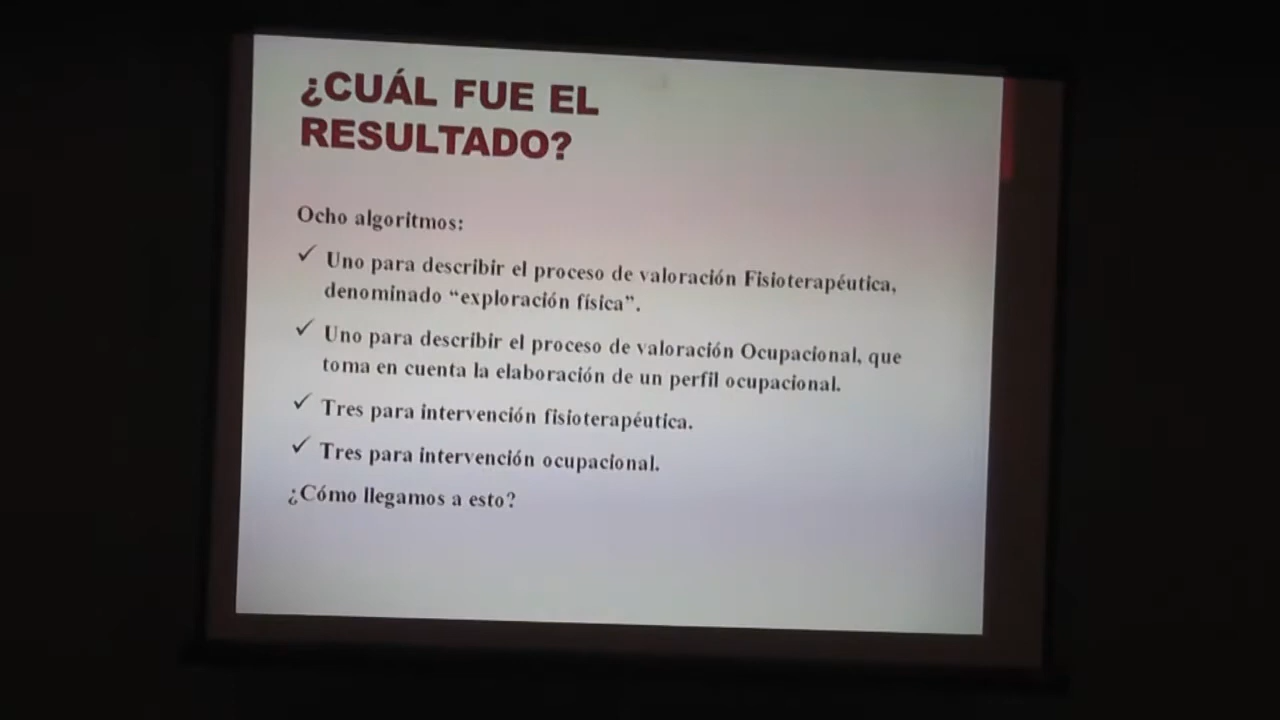 ¿CUÁL FUE EL
RESULTADO?
Ocho algoritmos:
✓ Uno para describir el proceso de valoración Fisioterapéutica,
denominado “exploración física”.
✓ Uno para describir el proceso de valoración Ocupacional, que
toma en cuenta la elaboración de un perfil ocupacional.
✓ Tres para intervención fisioterapéutica.
✓ Tres para intervención ocupacional.
¿Cómo llegamos a esto?